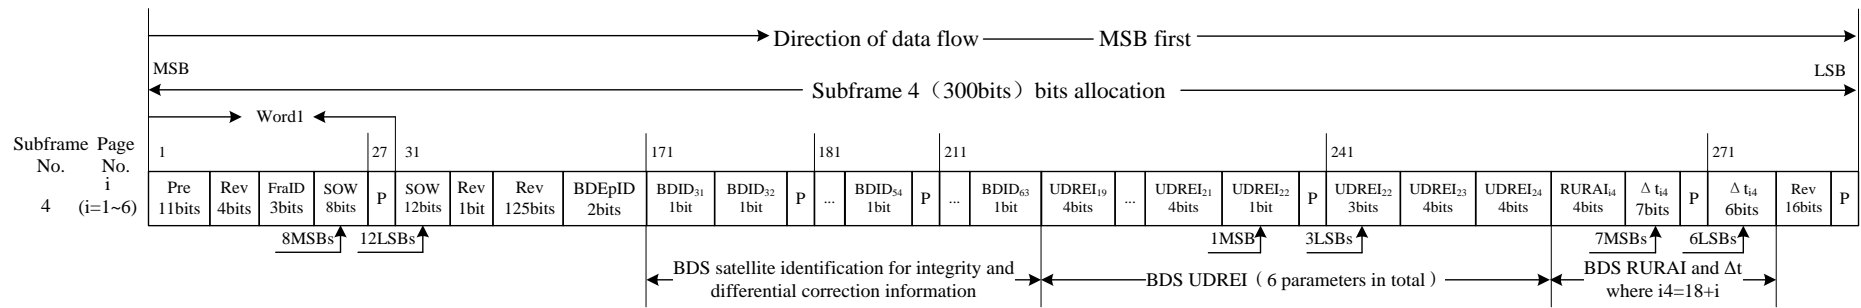 Direction of data flow MSB first
MSB LSB
Subframe 4（300bits）bits allocation
Word1
Subframe Page
No. No.
i
4 (i=1~6)
1 27 31 171 181 211 241 271
Pre 11bits
Rev 4bits
FraID 3bits
SOW 8bits
P
SOW 12bits
Rev 1bit
Rev 125bits
BDEpID 2bits
BDID₃₁ 1bit
BDID₃₂ 1bit
P
...
BDID₅₄ 1bit
P
...
BDID₆₃ 1bit
UDREI₁₉ 4bits
...
UDREI₂₁ 4bits
UDREI₂₂ 1bit
P
UDREI₂₂ 3bits
UDREI₂₃ 4bits
UDREI₂₄ 4bits
RURAIᵢ₄ 4bits
Δ tᵢ₄ 7bits
P
Δ tᵢ₄ 6bits
Rev 16bits
P
8MSBs 12LSBs 1MSB 3LSBs 7MSBs 6LSBs
BDS satellite identification for integrity and
differential correction information
BDS UDREI（6 parameters in total）
BDS RURAI and Δt
where i4=18+i